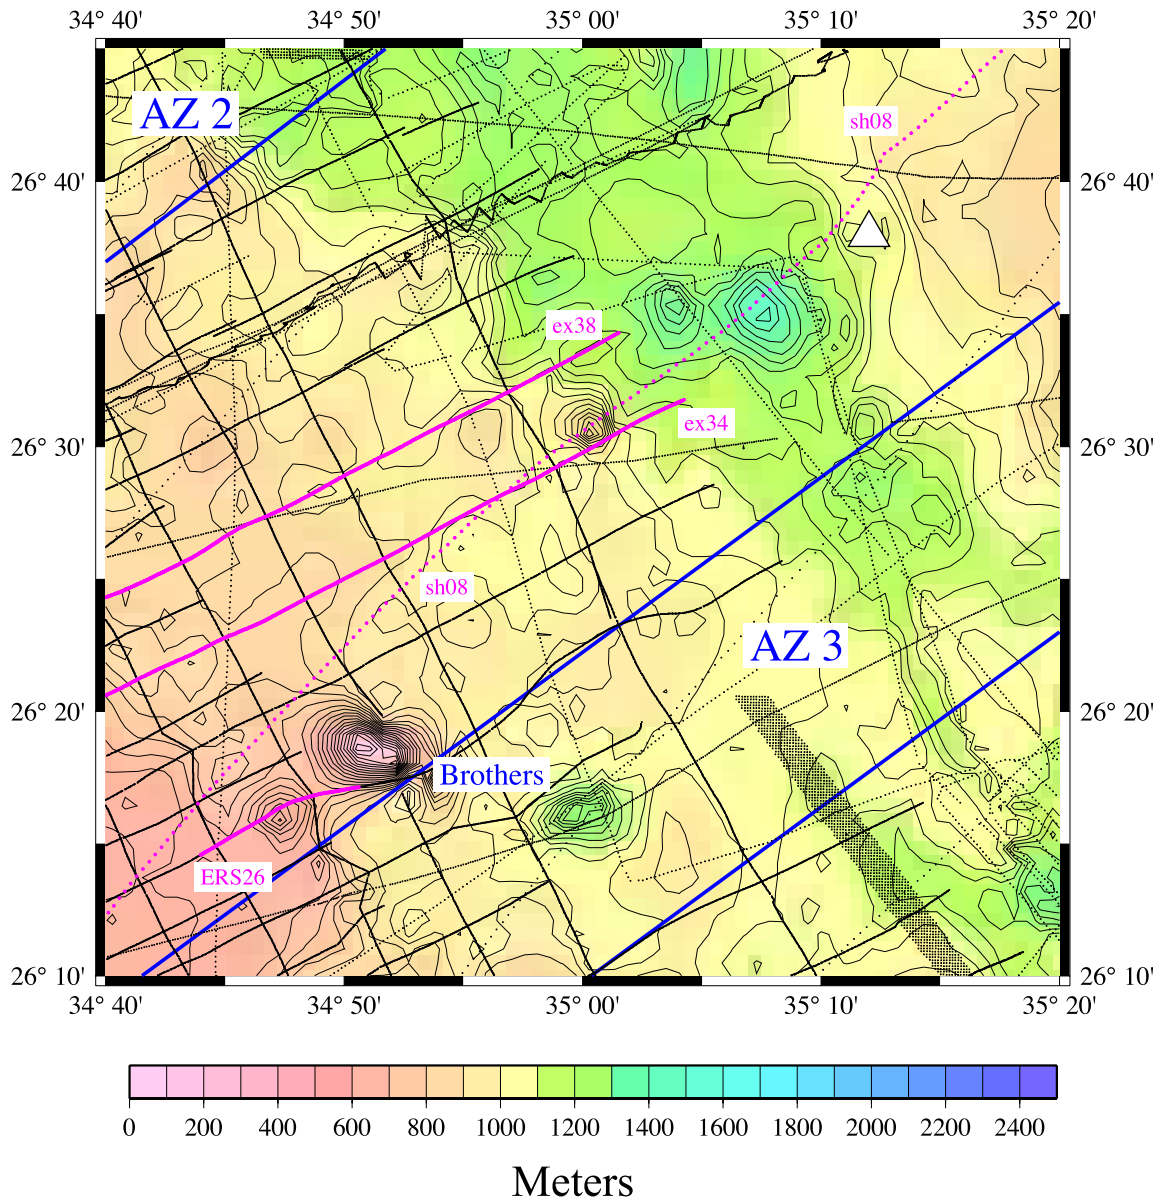 34° 40' 34° 50' 35° 00' 35° 10' 35° 20'
AZ 2
sh08
26° 40' 26° 40'
ex38
ex34
26° 30' 26° 30'
sh08
AZ 3
26° 20' 26° 20'
Brothers
ERS26
26° 10' 26° 10'
34° 40' 34° 50' 35° 00' 35° 10' 35° 20'
0 200 400 600 800 1000 1200 1400 1600 1800 2000 2200 2400
Meters